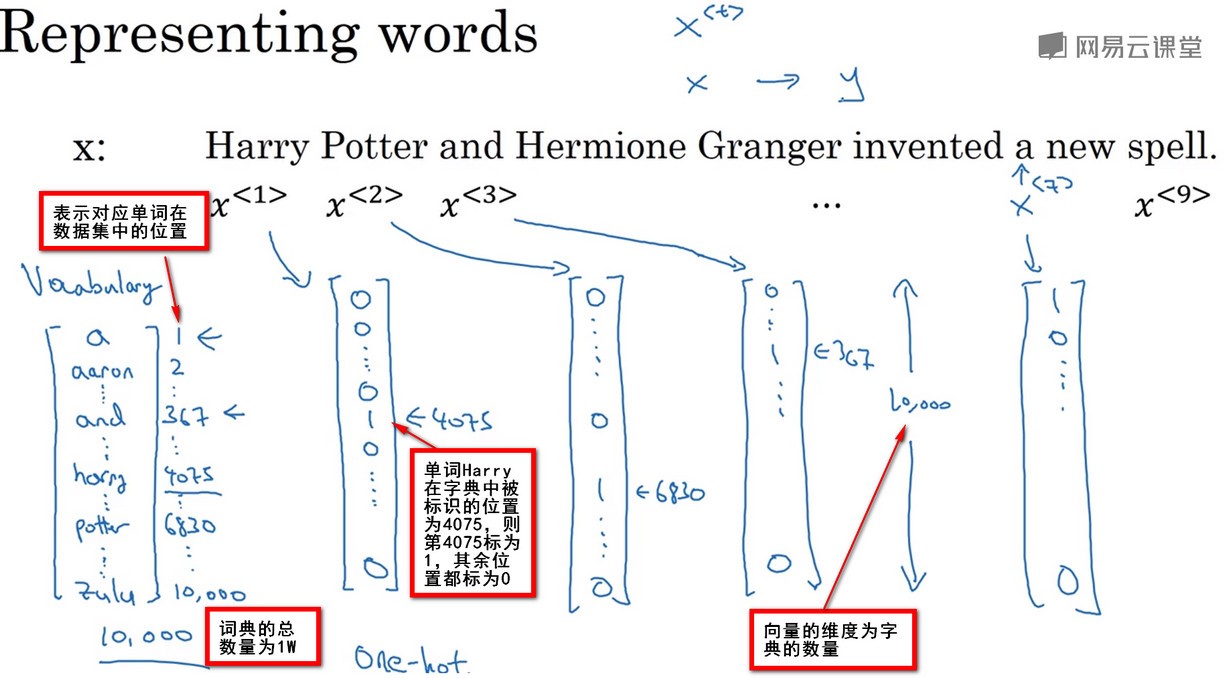 Representing words
x<t>
网易云课堂
x → y
x: Harry Potter and Hermione Granger invented a new spell.
x<1> x<2> x<3> ... x<7> x<9>
表示对应单词在
数据集中的位置
Vocabulary
a 1 ←
aaron 2
and 367 ←
harry 4075
potter 6830
zulu 10,000
10,000
词典的总
数量为1W
One-hot
0
0
0
1 ← 4075
0
0
单词Harry
在字典中被
标识的位置
为4075，则
第4075标为
1，其余位
置都标为0
0
0
1 ← 6830
0
0
1 ← 367
0
10,000
向量的维度为字
典的数量
1
0
0